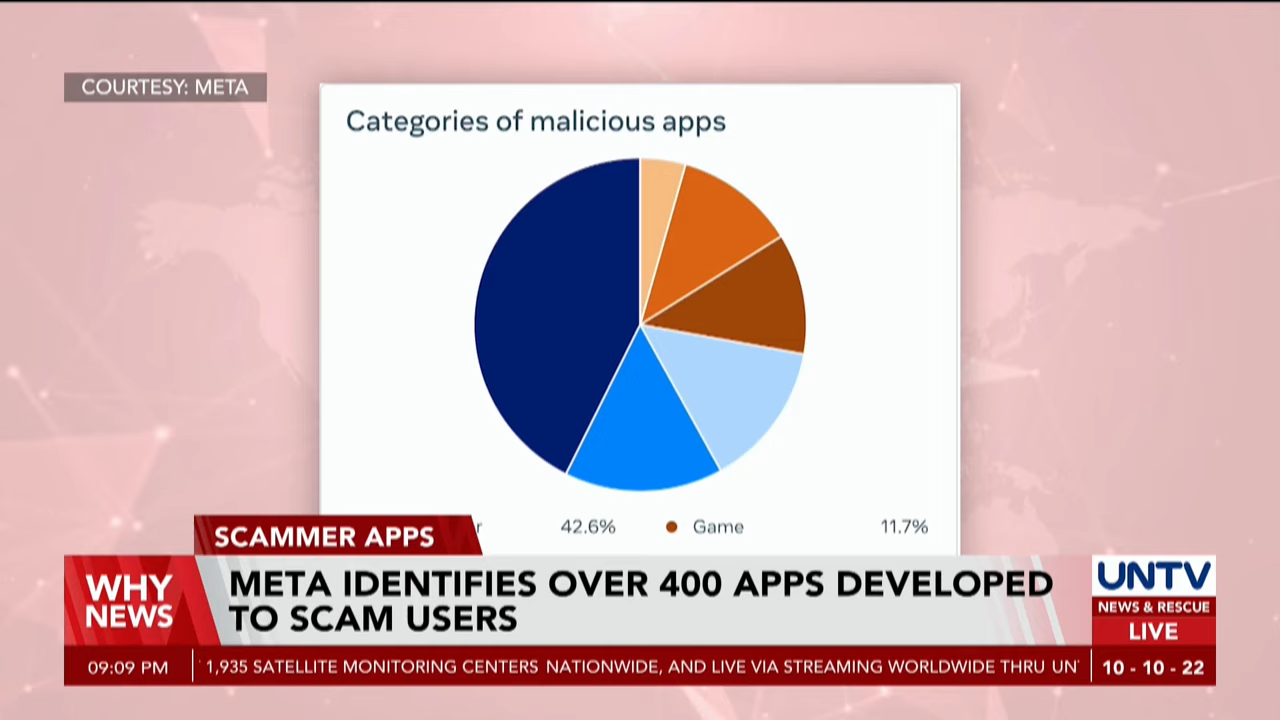 COURTESY: META
Categories of malicious apps
42.6%
Game
11.7%
SCAMMER APPS
WHY
NEWS
META IDENTIFIES OVER 400 APPS DEVELOPED
TO SCAM USERS
UNTV
NEWS & RESCUE
LIVE
09:09 PM
1,935 SATELLITE MONITORING CENTERS NATIONWIDE, AND LIVE VIA STREAMING WORLDWIDE THRU
10 - 10 - 22